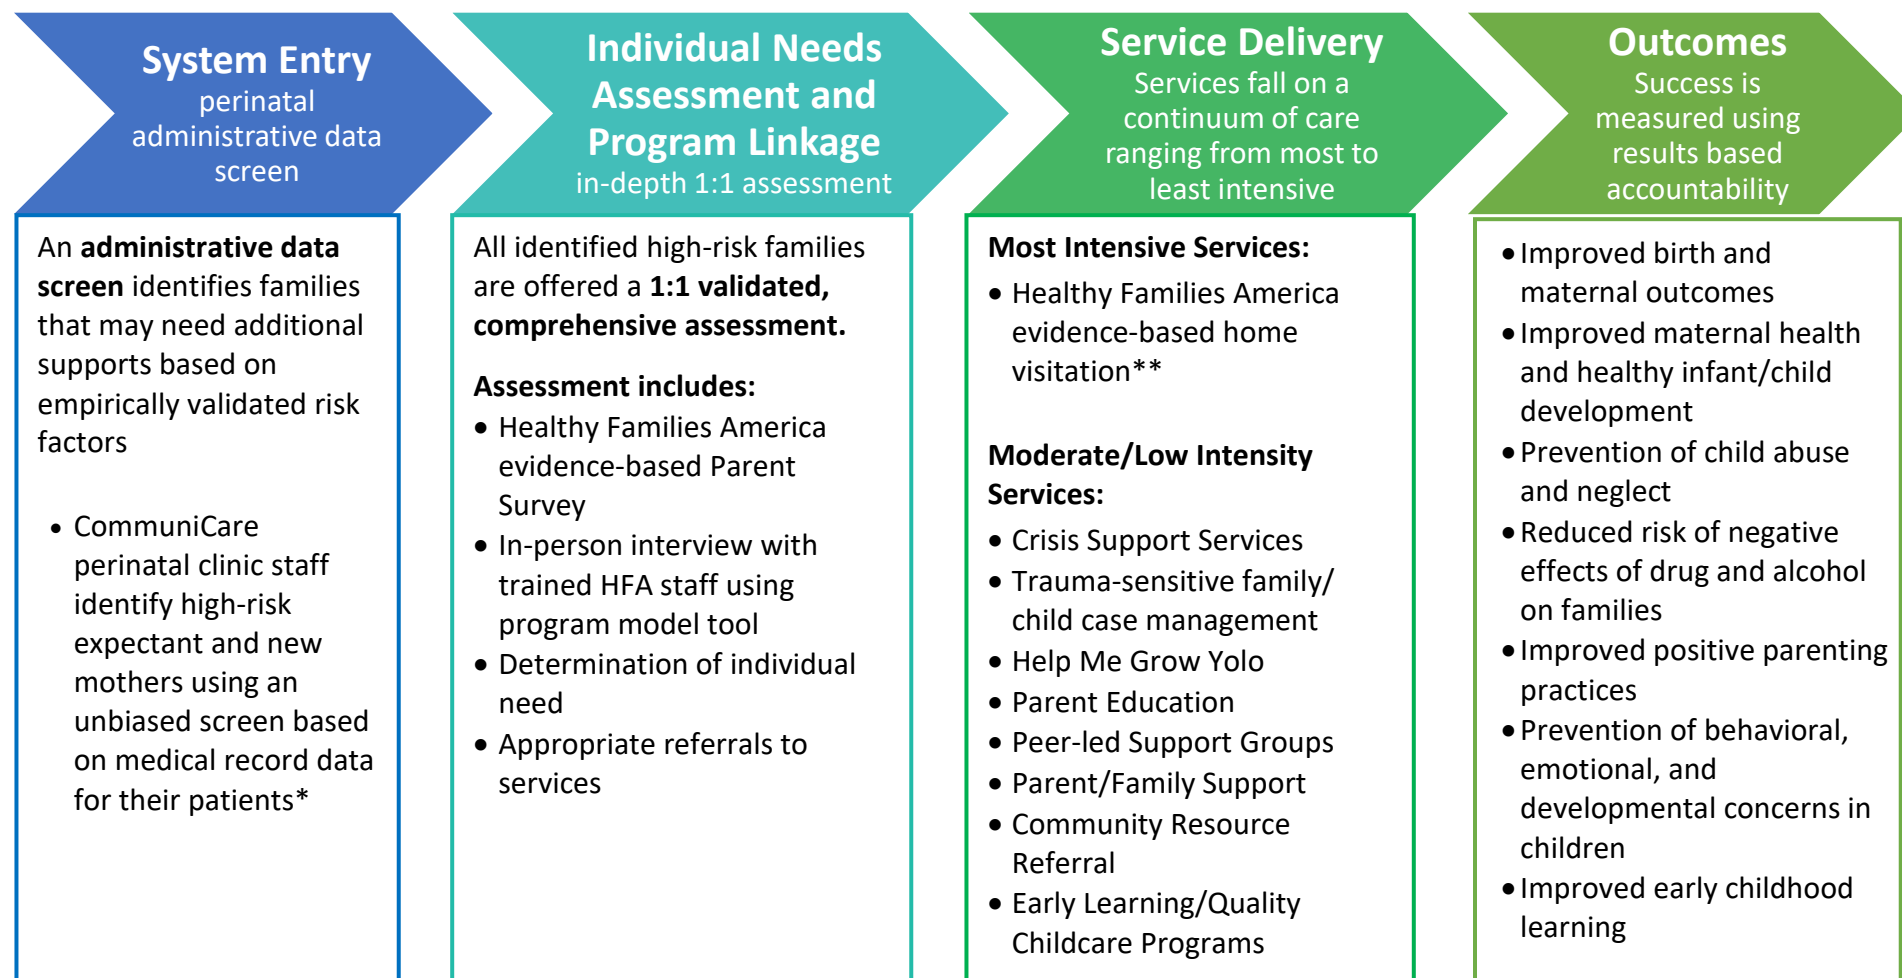 System Entry
perinatal
administrative data
screen
An administrative data
screen identifies families
that may need additional
supports based on
empirically validated risk
factors
• CommuniCare
perinatal clinic staff
identify high-risk
expectant and new
mothers using an
unbiased screen based
on medical record data
for their patients*
Individual Needs
Assessment and
Program Linkage
in-depth 1:1 assessment
All identified high-risk families
are offered a 1:1 validated,
comprehensive assessment.
Assessment includes:
• Healthy Families America
evidence-based Parent
Survey
• In-person interview with
trained HFA staff using
program model tool
• Determination of individual
need
• Appropriate referrals to
services
Service Delivery
Services fall on a
continuum of care
ranging from most to
least intensive
Most Intensive Services:
• Healthy Families America
evidence-based home
visitation**
Moderate/Low Intensity
Services:
• Crisis Support Services
• Trauma-sensitive family/
child case management
• Help Me Grow Yolo
• Parent Education
• Peer-led Support Groups
• Parent/Family Support
• Community Resource
Referral
• Early Learning/Quality
Childcare Programs
Outcomes
Success is
measured using
results based
accountability
• Improved birth and
maternal outcomes
• Improved maternal health
and healthy infant/child
development
• Prevention of child abuse
and neglect
• Reduced risk of negative
effects of drug and alcohol
on families
• Improved positive parenting
practices
• Prevention of behavioral,
emotional, and
developmental concerns in
children
• Improved early childhood
learning